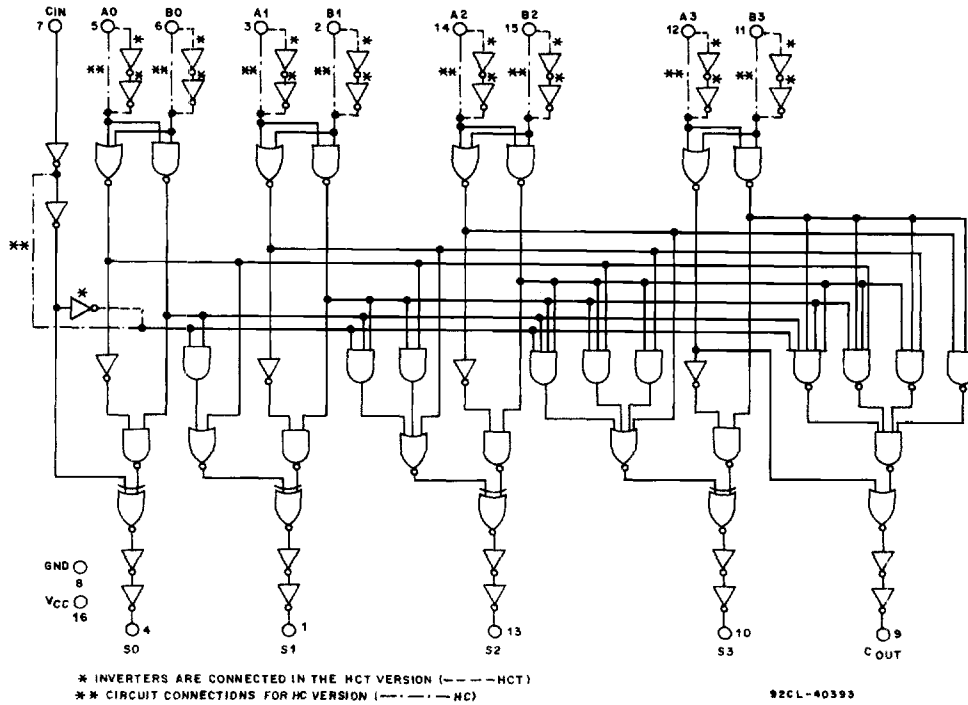 CIN A0 B0 A1 B1 A2 B2 A3 B3
7 5 6 3 2 14 15 12 11
* * * * * * * *
** ** ** ** ** ** ** **
* * * * * * * *
**
*
GND
8
VCC
16
4 1 13 10 9
S0 S1 S2 S3 COUT
* INVERTERS ARE CONNECTED IN THE HCT VERSION (----HCT)
** CIRCUIT CONNECTIONS FOR HC VERSION (—·—·—HC)
92CL-40393